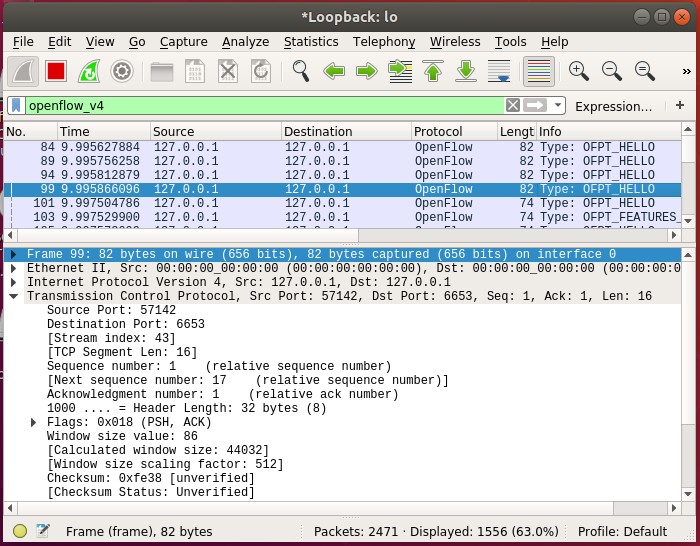 *Loopback: lo
File Edit View Go Capture Analyze Statistics Telephony Wireless Tools Help
openflow_v4 Expression… +
No. Time Source Destination Protocol Lengt Info
84 9.995627884 127.0.0.1 127.0.0.1 OpenFlow 82 Type: OFPT_HELLO
89 9.995756258 127.0.0.1 127.0.0.1 OpenFlow 82 Type: OFPT_HELLO
94 9.995812879 127.0.0.1 127.0.0.1 OpenFlow 82 Type: OFPT_HELLO
99 9.995866096 127.0.0.1 127.0.0.1 OpenFlow 82 Type: OFPT_HELLO
101 9.997504786 127.0.0.1 127.0.0.1 OpenFlow 74 Type: OFPT_HELLO
103 9.997529900 127.0.0.1 127.0.0.1 OpenFlow 74 Type: OFPT_FEATURES_
Frame 99: 82 bytes on wire (656 bits), 82 bytes captured (656 bits) on interface 0
Ethernet II, Src: 00:00:00_00:00:00 (00:00:00:00:00:00), Dst: 00:00:00_00:00:00 (00:00:00:0
Internet Protocol Version 4, Src: 127.0.0.1, Dst: 127.0.0.1
Transmission Control Protocol, Src Port: 57142, Dst Port: 6653, Seq: 1, Ack: 1, Len: 16
Source Port: 57142
Destination Port: 6653
[Stream index: 43]
[TCP Segment Len: 16]
Sequence number: 1 (relative sequence number)
[Next sequence number: 17 (relative sequence number)]
Acknowledgment number: 1 (relative ack number)
1000 .... = Header Length: 32 bytes (8)
Flags: 0x018 (PSH, ACK)
Window size value: 86
[Calculated window size: 44032]
[Window size scaling factor: 512]
Checksum: 0xfe38 [unverified]
[Checksum Status: Unverified]
Frame (frame), 82 bytes Packets: 2471 · Displayed: 1556 (63.0%) Profile: Default